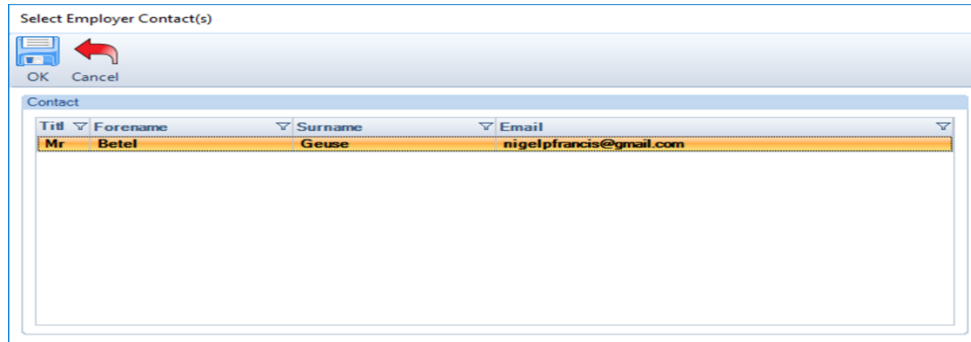 Select Employer Contact(s)
OK Cancel
Contact
Titl Forename Surname Email
Mr Betel Geuse nigelpfrancis@gmail.com